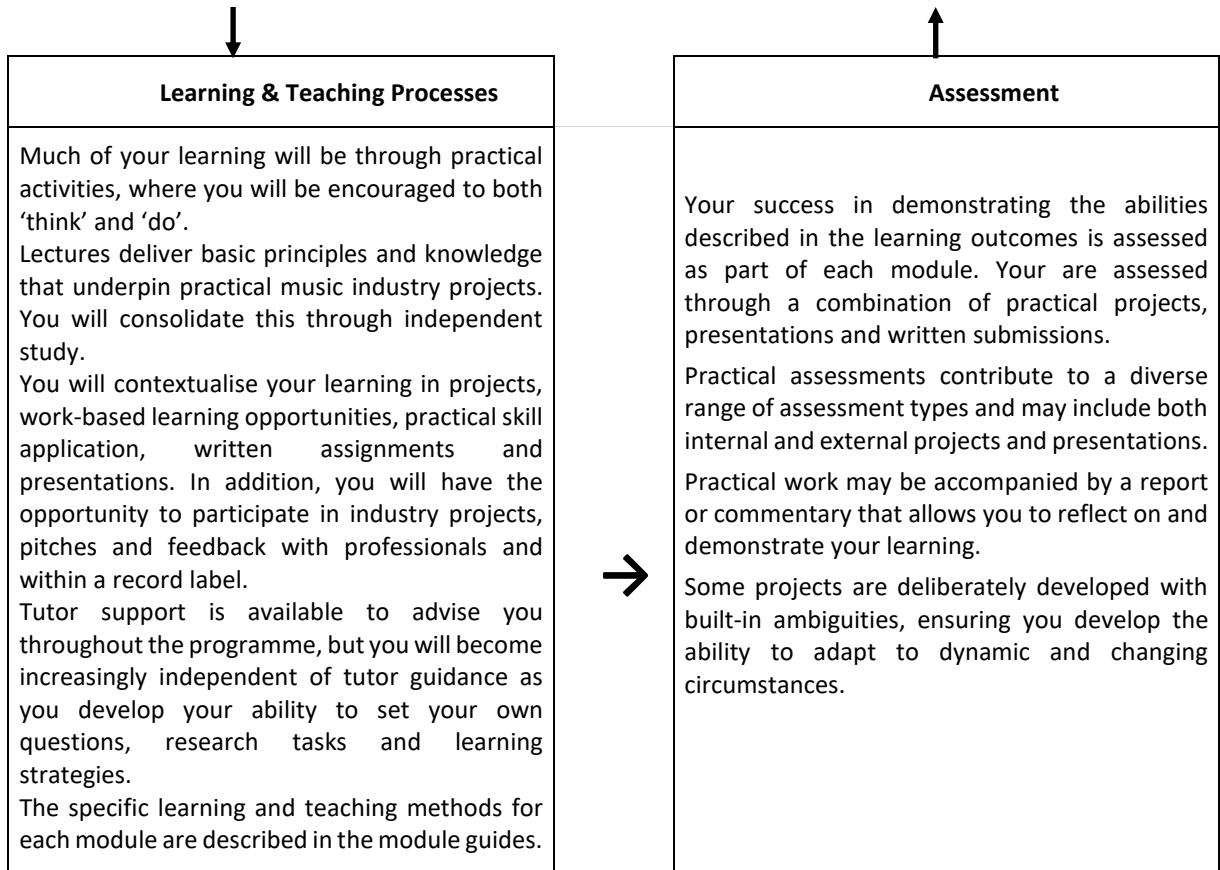 Learning & Teaching Processes
Much of your learning will be through practical
activities, where you will be encouraged to both
‘think’ and ‘do’.
Lectures deliver basic principles and knowledge
that underpin practical music industry projects.
You will consolidate this through independent
study.
You will contextualise your learning in projects,
work-based learning opportunities, practical skill
application, written assignments and
presentations. In addition, you will have the
opportunity to participate in industry projects,
pitches and feedback with professionals and
within a record label.
Tutor support is available to advise you
throughout the programme, but you will become
increasingly independent of tutor guidance as
you develop your ability to set your own
questions, research tasks and learning
strategies.
The specific learning and teaching methods for
each module are described in the module guides.
Assessment
Your success in demonstrating the abilities
described in the learning outcomes is assessed
as part of each module. Your are assessed
through a combination of practical projects,
presentations and written submissions.
Practical assessments contribute to a diverse
range of assessment types and may include both
internal and external projects and presentations.
Practical work may be accompanied by a report
or commentary that allows you to reflect on and
demonstrate your learning.
Some projects are deliberately developed with
built-in ambiguities, ensuring you develop the
ability to adapt to dynamic and changing
circumstances.